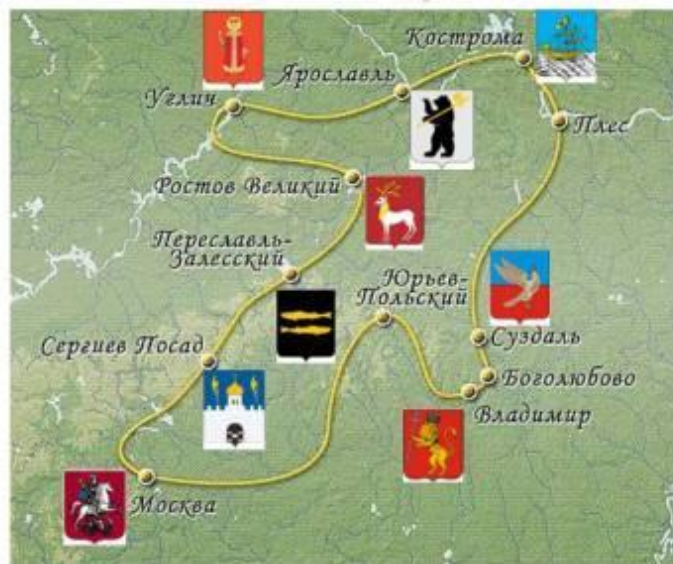 Кострома
Ярославль
Углич
Плес
Ростов Великий
Переславль-
Залесский
Юрьев-
Польский
Суздаль
Сергиев Посад
Боголюбово
Владимир
Москва